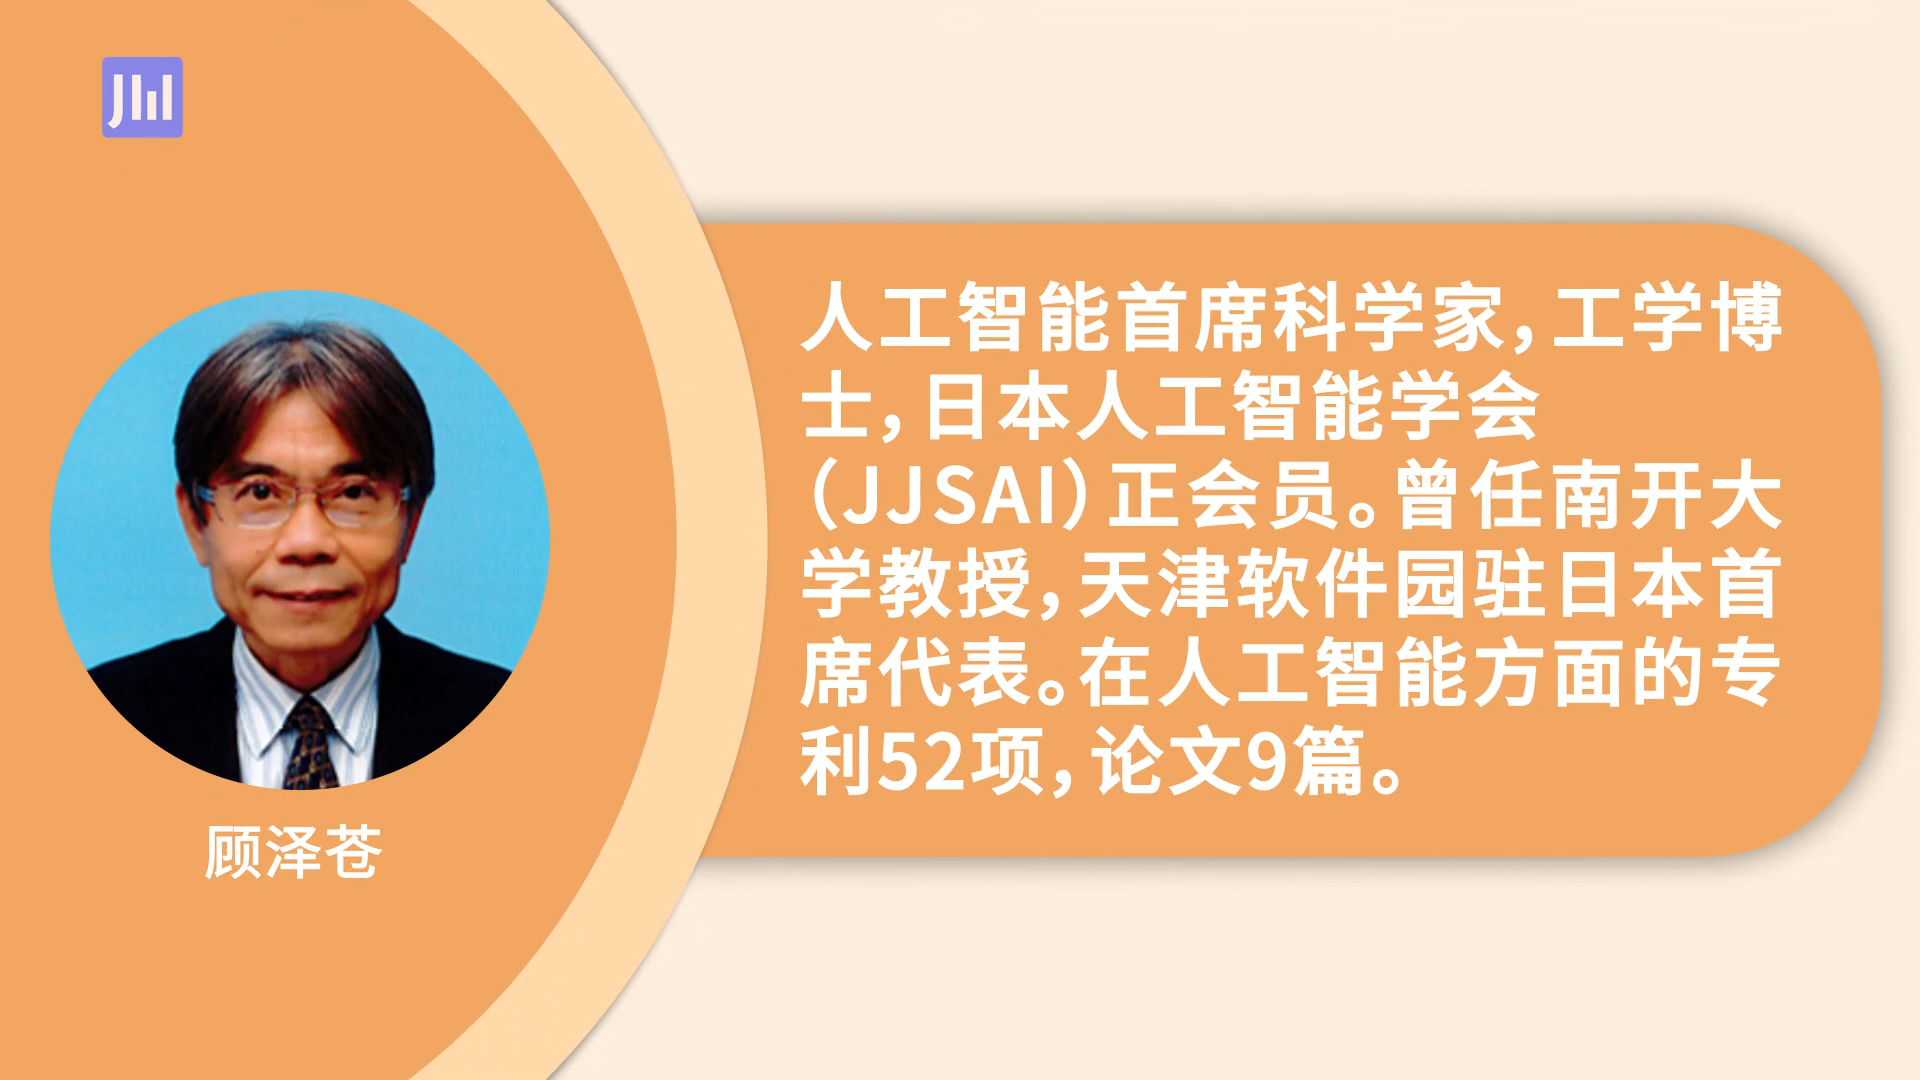 人工智能首席科学家，工学博
士，日本人工智能学会
（JJSAI）正会员。曾任南开大
学教授，天津软件园驻日本首
席代表。在人工智能方面的专
利52项，论文9篇。
顾泽苍